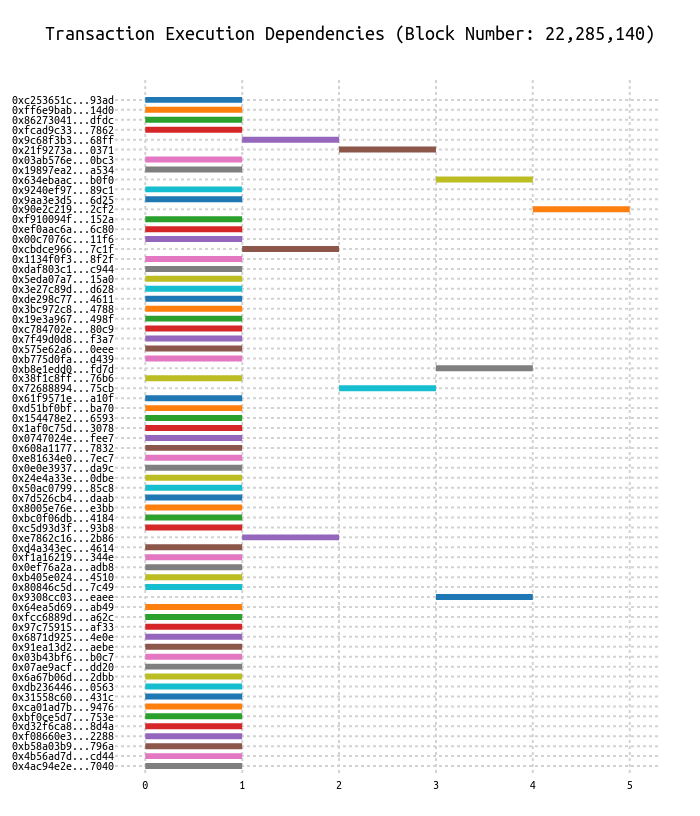 Transaction Execution Dependencies (Block Number: 22,285,140)
0xc253651c...93ad
0xff6e9bab...14d0
0x86273041...dfdc
0xfcad9c33...7862
0x9c68f3b3...68ff
0x21f9273a...0371
0x03ab576e...0bc3
0x19897ea2...a534
0x634ebaac...b0f0
0x9240ef97...89c1
0x9aa3e3d5...6d25
0x90e2c219...2cf2
0xf910094f...152a
0xef0aac6a...6c80
0x00c7076c...11f6
0xcbdce966...7c1f
0x1134f0f3...8f2f
0xdaf803c1...c944
0x5eda07a7...15a0
0x3e27c89d...d628
0xde298c77...4611
0x3bc972c8...4788
0x19e3a967...498f
0xc784702e...80c9
0x7f49d0d8...f3a7
0x575e62a6...0eee
0xb775d0fa...d439
0xb8e1edd0...fd7d
0x38f1c8ff...76b6
0x72688894...75cb
0x61f9571e...a10f
0xd51bf0bf...ba70
0x154478e2...6593
0x1af0c75d...3078
0x0747024e...fee7
0x608a1177...7832
0xe81634e0...7ec7
0x0e0e3937...da9c
0x24e4a33e...0dbe
0x50ac0799...85c8
0x7d526cb4...daab
0x8005e76e...e3bb
0xbc0f06db...4184
0xc5d93d3f...93b8
0xe7862c16...2b86
0xd4a343ec...4614
0xf1a16219...344e
0x0ef76a2a...adb8
0xb405e024...4510
0x80846c5d...7c49
0x9308cc03...eaee
0x64ea5d69...ab49
0xfcc6889d...a62c
0x97c75915...af33
0x6871d925...4e0e
0x91ea13d2...aebe
0x03b43bf6...b0c7
0x07ae9acf...dd20
0x6a67b06d...2dbb
0xdb236446...0563
0x31558c60...431c
0xca01ad7b...9476
0xbf0ce5d7...753e
0xd32f6ca8...8d4a
0xf08660e3...2288
0xb58a03b9...796a
0x4b56ad7d...cd44
0x4ac94e2e...7040
0 1 2 3 4 5